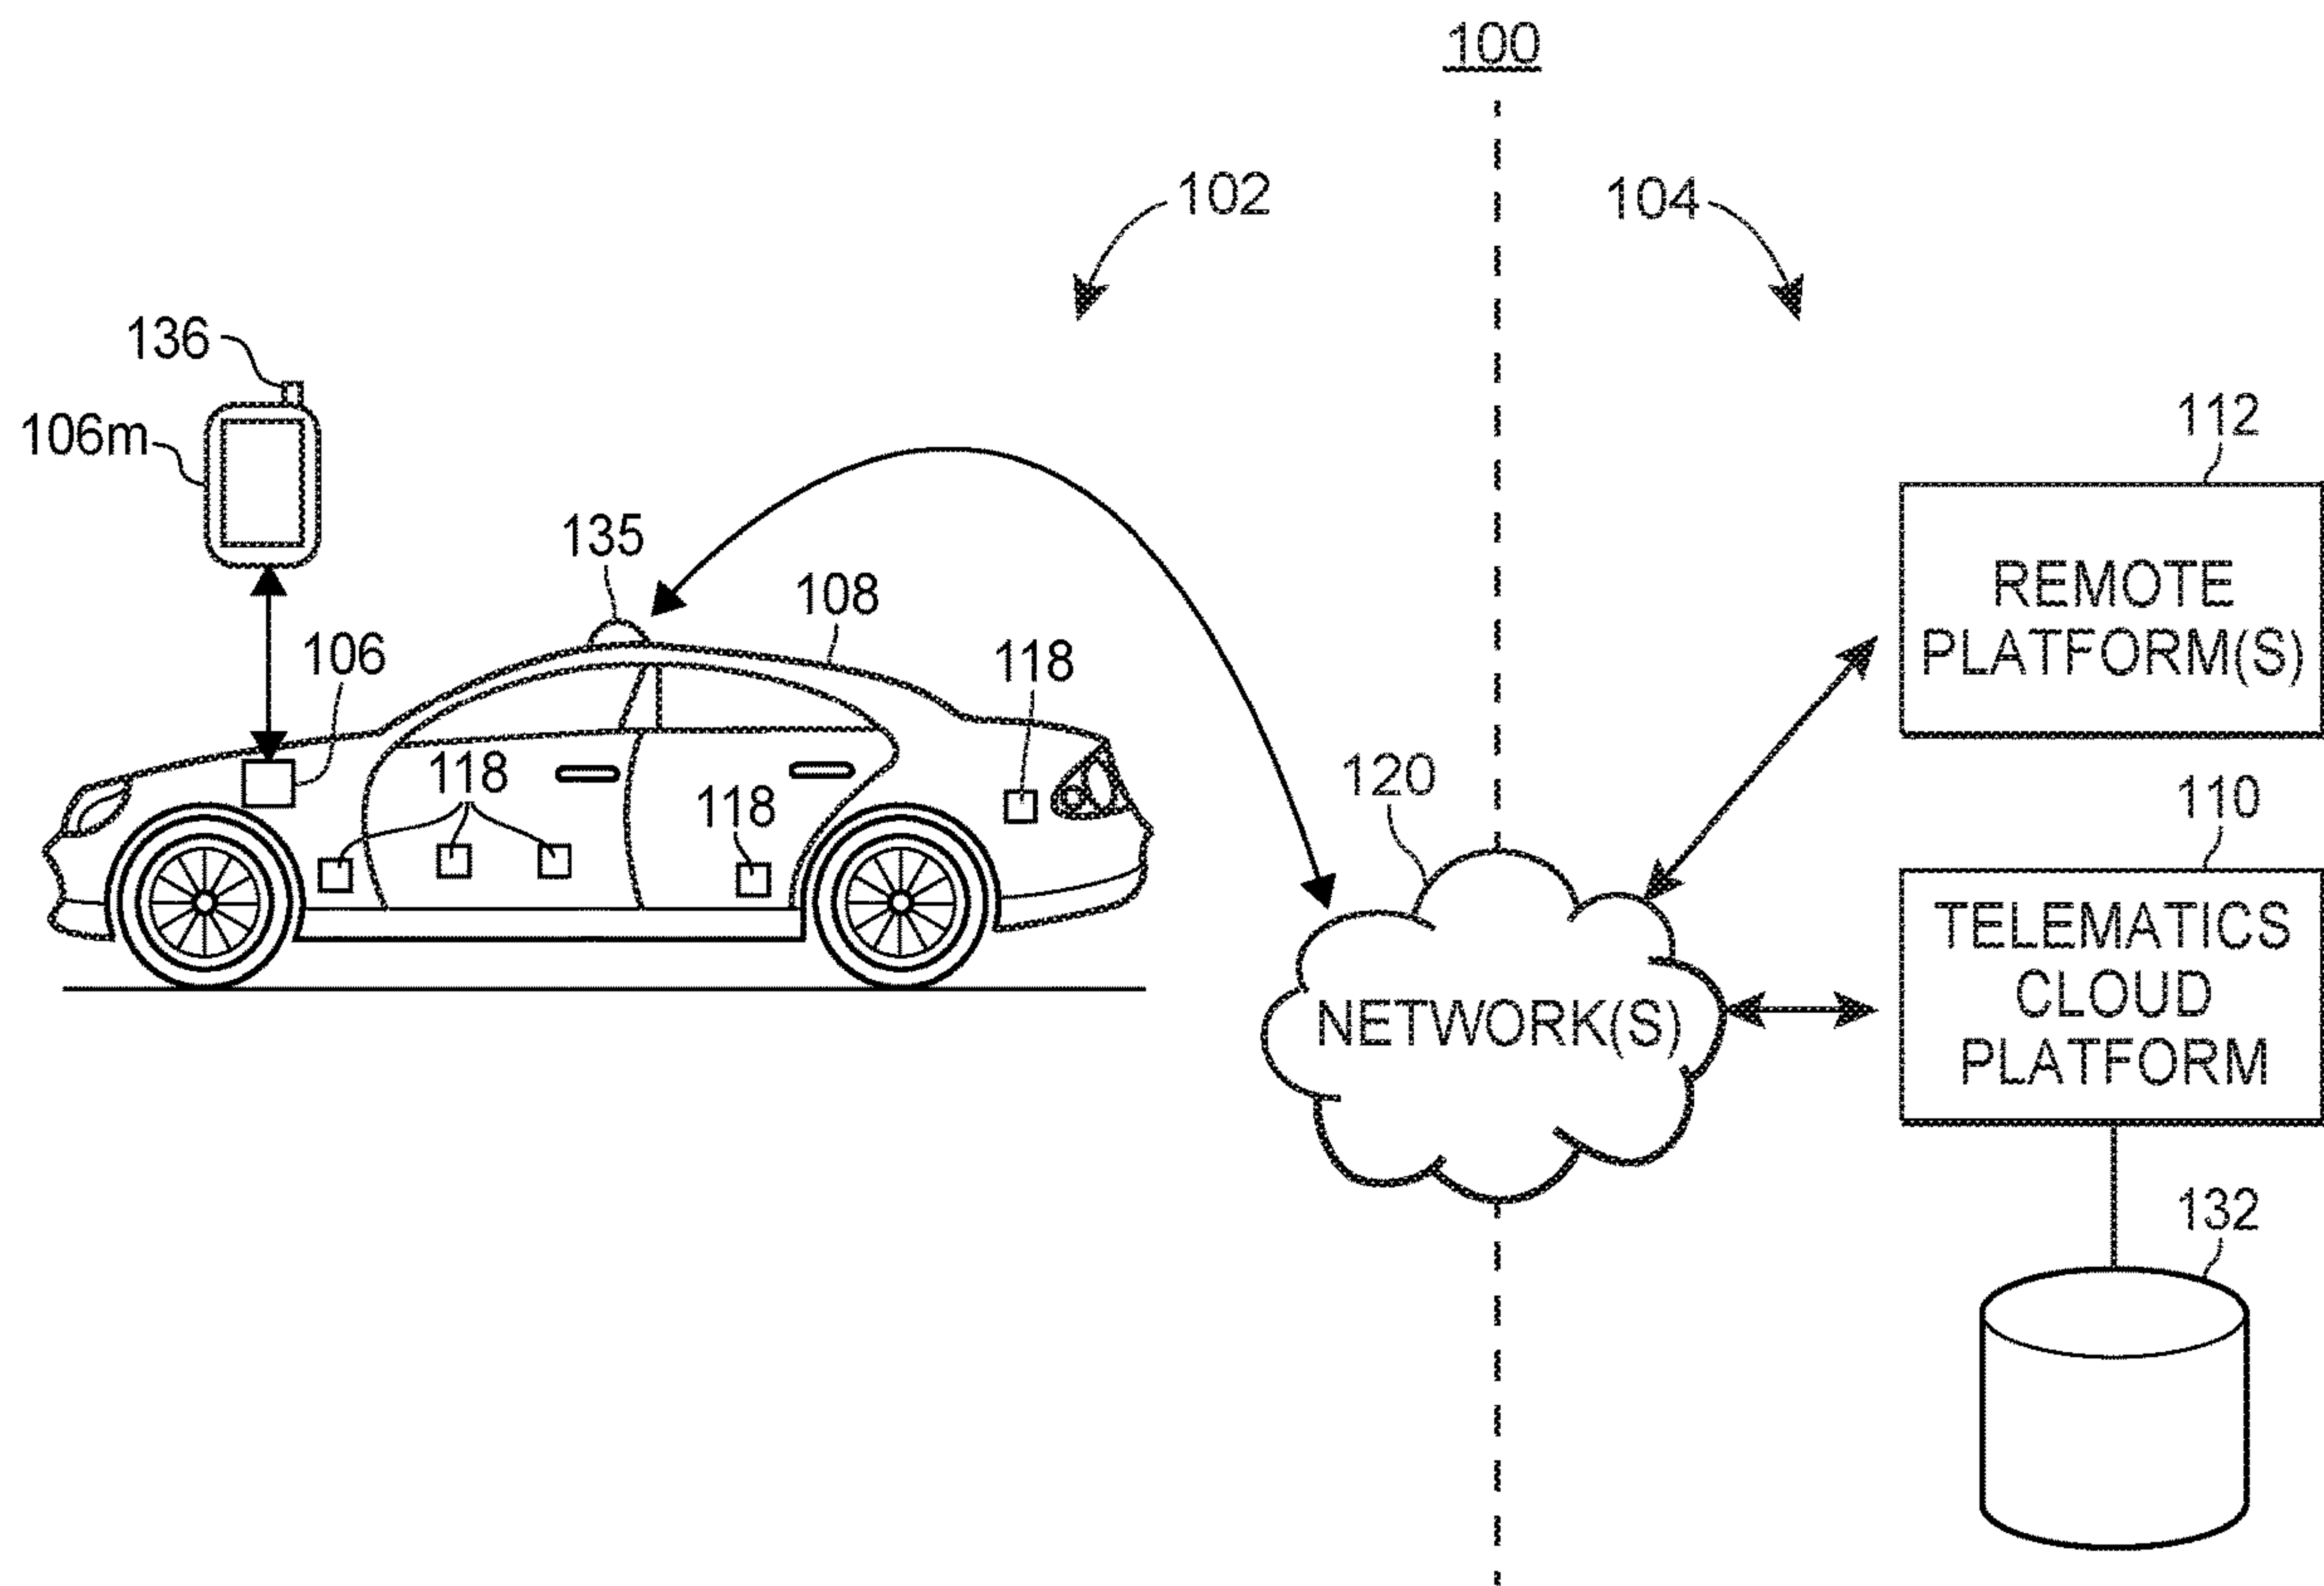 100
102
104
136
106m
112
135
108
REMOTE
PLATFORM(S)
106
118
118
118
120
110
TELEMATICS
CLOUD
PLATFORM
NETWORK(S)
132